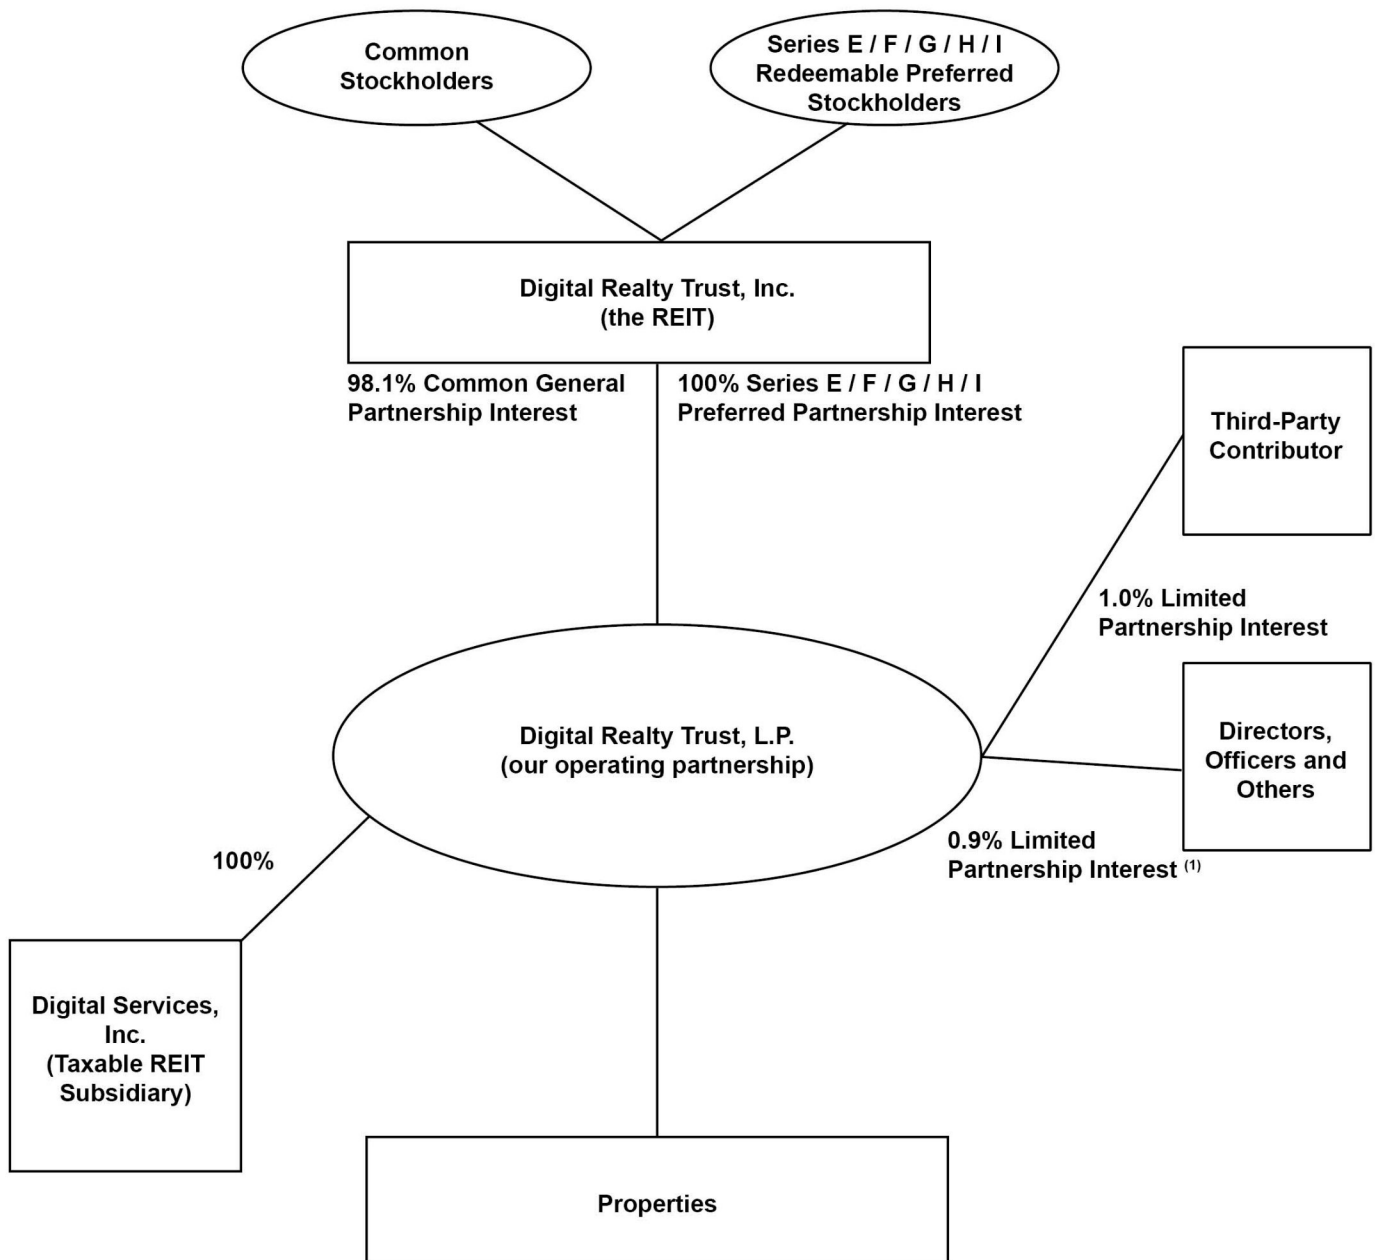 Common
Stockholders
Series E / F / G / H / I
Redeemable Preferred
Stockholders
Digital Realty Trust, Inc.
(the REIT)
98.1% Common General
Partnership Interest
100% Series E / F / G / H / I
Preferred Partnership Interest
Third-Party
Contributor
1.0% Limited
Partnership Interest
Digital Realty Trust, L.P.
(our operating partnership)
Directors,
Officers and
Others
0.9% Limited
Partnership Interest (1)
100%
Digital Services,
Inc.
(Taxable REIT
Subsidiary)
Properties